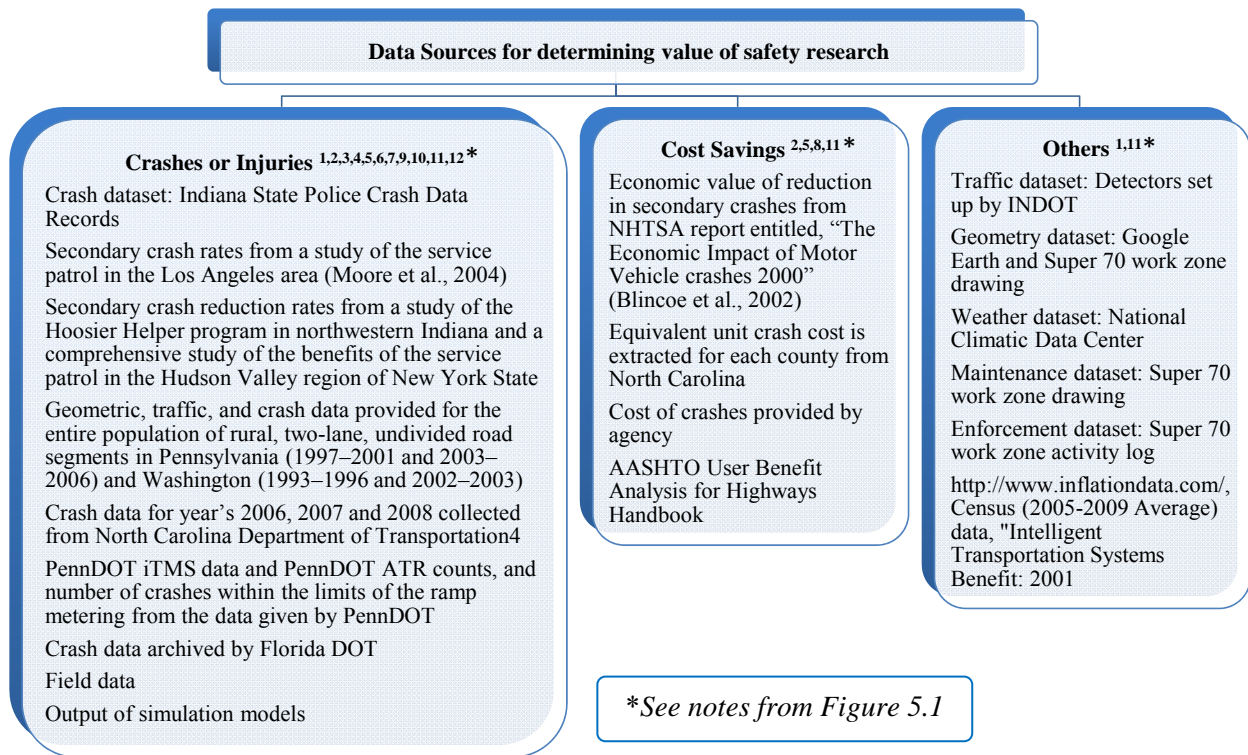 Data Sources for determining value of safety research
Crashes or Injuries 1,2,3,4,5,6,7,9,10,11,12*
Crash dataset: Indiana State Police Crash Data
Records
Secondary crash rates from a study of the service
patrol in the Los Angeles area (Moore et al., 2004)
Secondary crash reduction rates from a study of the
Hoosier Helper program in northwestern Indiana and a
comprehensive study of the benefits of the service
patrol in the Hudson Valley region of New York State
Geometric, traffic, and crash data provided for the
entire population of rural, two-lane, undivided road
segments in Pennsylvania (1997–2001 and 2003–
2006) and Washington (1993–1996 and 2002–2003)
Crash data for year's 2006, 2007 and 2008 collected
from North Carolina Department of Transportation4
PennDOT iTMS data and PennDOT ATR counts, and
number of crashes within the limits of the ramp
metering from the data given by PennDOT
Crash data archived by Florida DOT
Field data
Output of simulation models
Cost Savings 2,5,8,11*
Economic value of reduction
in secondary crashes from
NHTSA report entitled, “The
Economic Impact of Motor
Vehicle crashes 2000”
(Blincoe et al., 2002)
Equivalent unit crash cost is
extracted for each county from
North Carolina
Cost of crashes provided by
agency
AASHTO User Benefit
Analysis for Highways
Handbook
Others 1,11*
Traffic dataset: Detectors set
up by INDOT
Geometry dataset: Google
Earth and Super 70 work zone
drawing
Weather dataset: National
Climatic Data Center
Maintenance dataset: Super 70
work zone drawing
Enforcement dataset: Super 70
work zone activity log
http://www.inflationdata.com/,
Census (2005-2009 Average)
data, "Intelligent
Transportation Systems
Benefit: 2001
*See notes from Figure 5.1